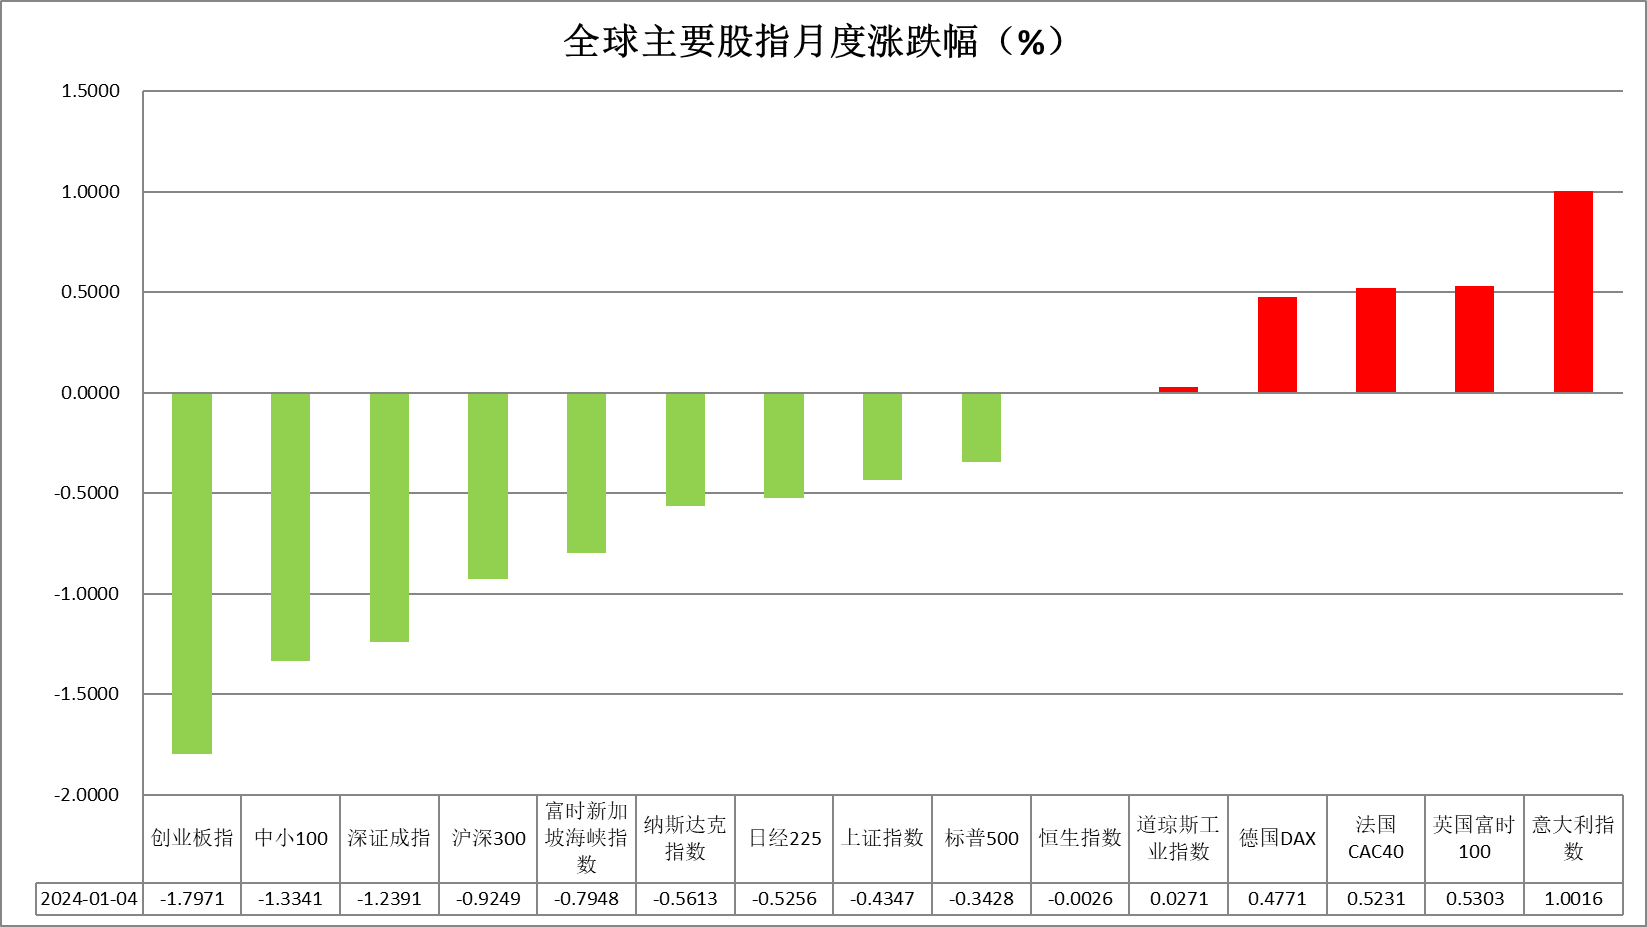 全球主要股指月度涨跌幅（%）
1.5000
1.0000
0.5000
0.0000
-0.5000
-1.0000
-1.5000
-2.0000
创业板指
中小100
深证成指
沪深300
富时新加
坡海峡指
数
纳斯达克
指数
日经225
上证指数
标普500
恒生指数
道琼斯工
业指数
德国DAX
法国
CAC40
英国富时
100
意大利指
数
2024-01-04 -1.7971 -1.3341 -1.2391 -0.9249 -0.7948 -0.5613 -0.5256 -0.4347 -0.3428 -0.0026 0.0271 0.4771 0.5231 0.5303 1.0016